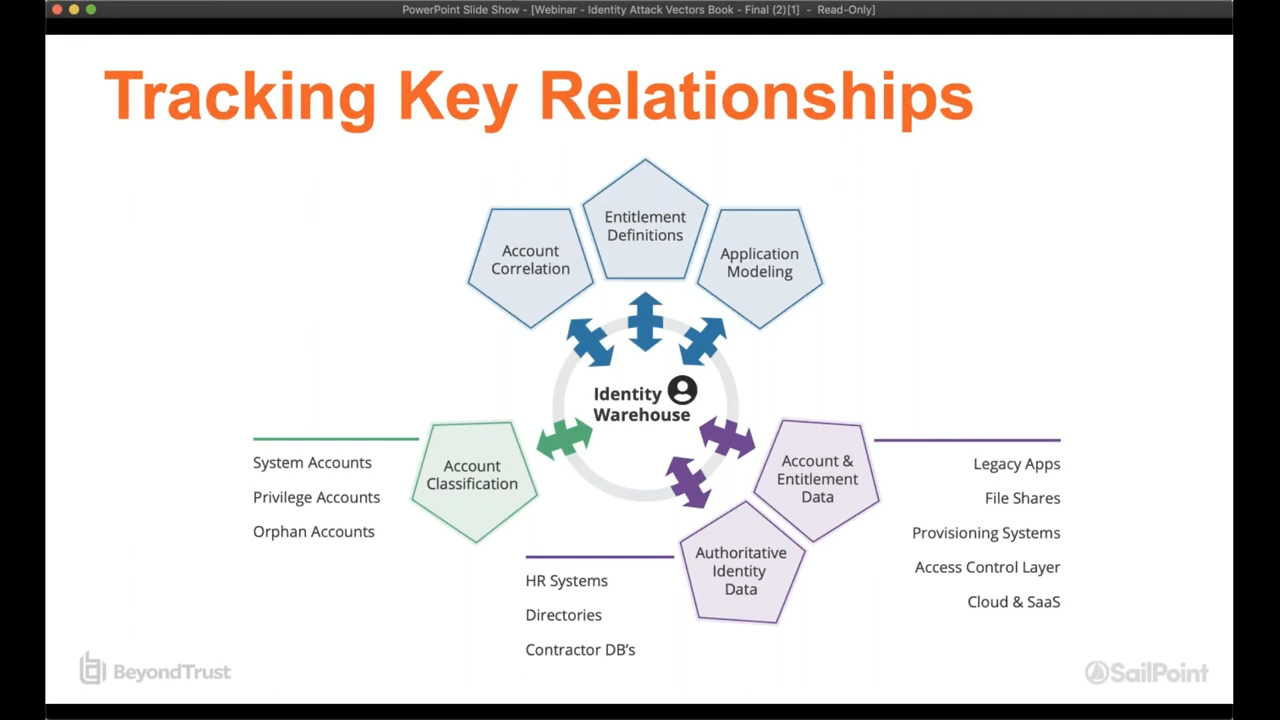 PowerPoint Slide Show - [Webinar - Identity Attack Vectors Book - Final (2)[1] - Read-Only]
Tracking Key Relationships
Entitlement
Definitions
Account
Correlation
Application
Modeling
Identity
Warehouse
Account
Classification
System Accounts
Privilege Accounts
Orphan Accounts
Account &
Entitlement
Data
Legacy Apps
File Shares
Provisioning Systems
Access Control Layer
Cloud & SaaS
Authoritative
Identity
Data
HR Systems
Directories
Contractor DB's
BeyondTrust
SailPoint